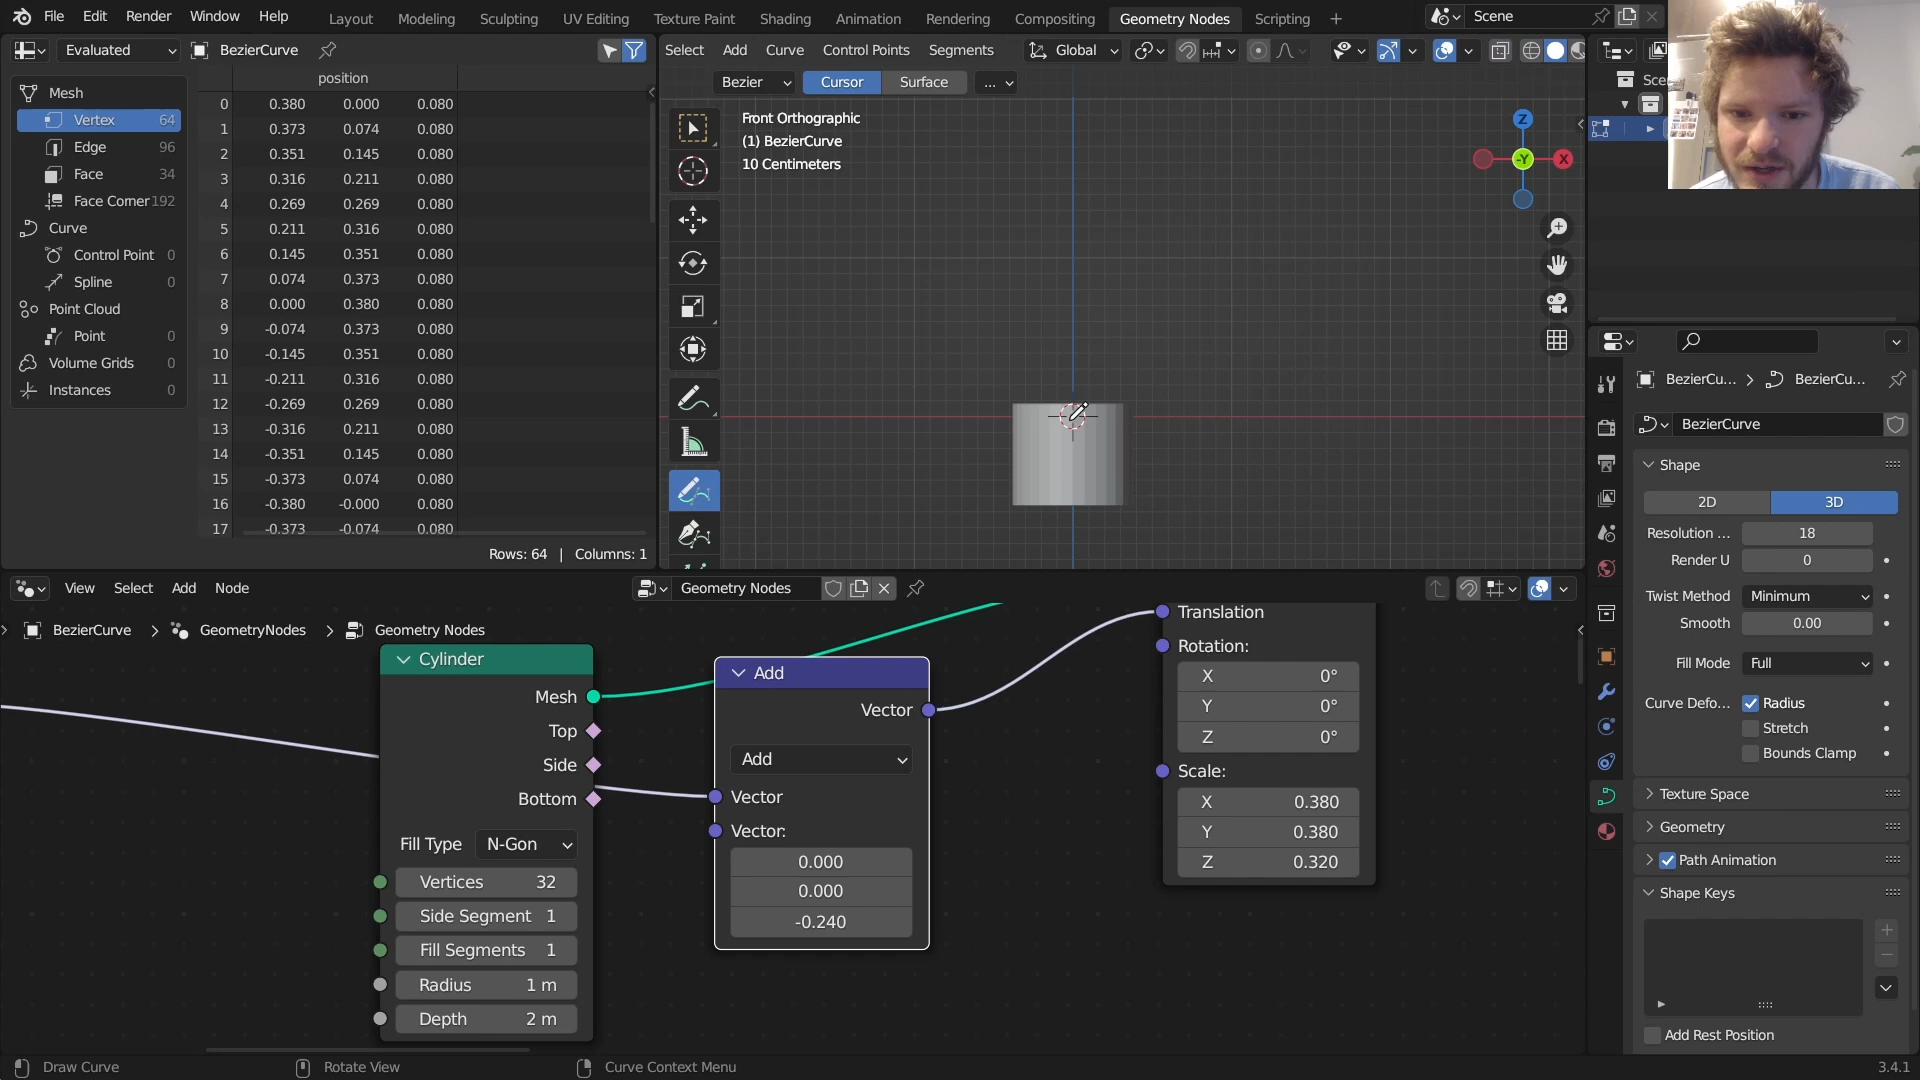 File Edit Render Window Help Layout Modeling Sculpting UV Editing Texture Paint Shading Animation Rendering Compositing Geometry Nodes Scripting + Scene
Evaluated BezierCurve
Select Add Curve Control Points Segments Global
Bezier Cursor Surface ...
position
Mesh
Vertex 64
Edge 96
Face 34
Face Corner 192
Curve
Control Point 0
Spline 0
Point Cloud
Point 0
Volume Grids 0
Instances 0
0 0.380 0.000 0.080
1 0.373 0.074 0.080
2 0.351 0.145 0.080
3 0.316 0.211 0.080
4 0.269 0.269 0.080
5 0.211 0.316 0.080
6 0.145 0.351 0.080
7 0.074 0.373 0.080
8 0.000 0.380 0.080
9 -0.074 0.373 0.080
10 -0.145 0.351 0.080
11 -0.211 0.316 0.080
12 -0.269 0.269 0.080
13 -0.316 0.211 0.080
14 -0.351 0.145 0.080
15 -0.373 0.074 0.080
16 -0.380 -0.000 0.080
17 -0.373 -0.074 0.080
Rows: 64 | Columns: 1
Front Orthographic
(1) BezierCurve
10 Centimeters
Z
-Y
X
Sce
View Select Add Node Geometry Nodes
BezierCurve > GeometryNodes > Geometry Nodes
Cylinder
Mesh
Top
Side
Bottom
Fill Type N-Gon
Vertices 32
Side Segment 1
Fill Segments 1
Radius 1 m
Depth 2 m
Add
Vector
Add
Vector
Vector:
0.000
0.000
-0.240
Translation
Rotation:
X 0°
Y 0°
Z 0°
Scale:
X 0.380
Y 0.380
Z 0.320
BezierCu... > BezierCu...
BezierCurve
Shape
2D 3D
Resolution ... 18
Render U 0
Twist Method Minimum
Smooth 0.00
Fill Mode Full
Curve Defo... Radius
Stretch
Bounds Clamp
Texture Space
Geometry
Path Animation
Shape Keys
Add Rest Position
Draw Curve Rotate View Curve Context Menu 3.4.1